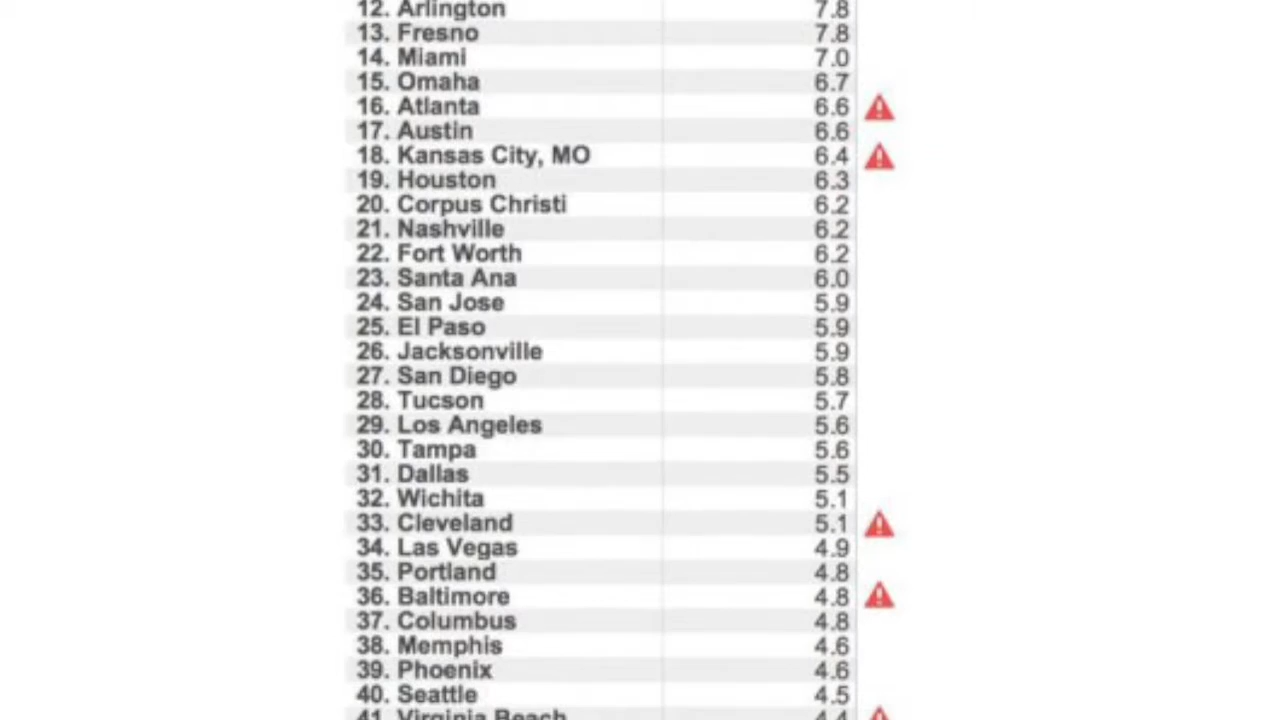 12. Arlington 7.8
13. Fresno 7.8
14. Miami 7.0
15. Omaha 6.7
16. Atlanta 6.6
17. Austin 6.6
18. Kansas City, MO 6.4
19. Houston 6.3
20. Corpus Christi 6.2
21. Nashville 6.2
22. Fort Worth 6.2
23. Santa Ana 6.0
24. San Jose 5.9
25. El Paso 5.9
26. Jacksonville 5.9
27. San Diego 5.8
28. Tucson 5.7
29. Los Angeles 5.6
30. Tampa 5.6
31. Dallas 5.5
32. Wichita 5.1
33. Cleveland 5.1
34. Las Vegas 4.9
35. Portland 4.8
36. Baltimore 4.8
37. Columbus 4.8
38. Memphis 4.6
39. Phoenix 4.6
40. Seattle 4.5
41. Virginia Beach 4.4